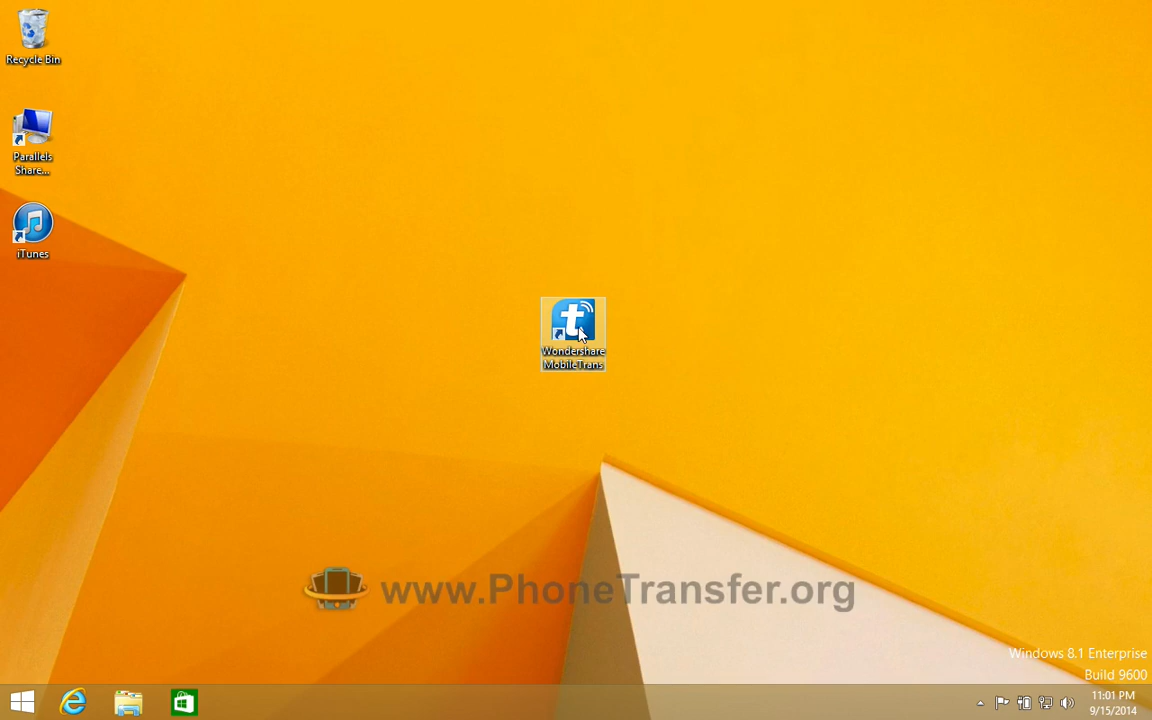 Recycle Bin
Parallels
Share...
iTunes
t
Wondershare
MobileTrans
www.PhoneTransfer.org
Windows 8.1 Enterprise
Build 9600
11:01 PM
9/15/2014